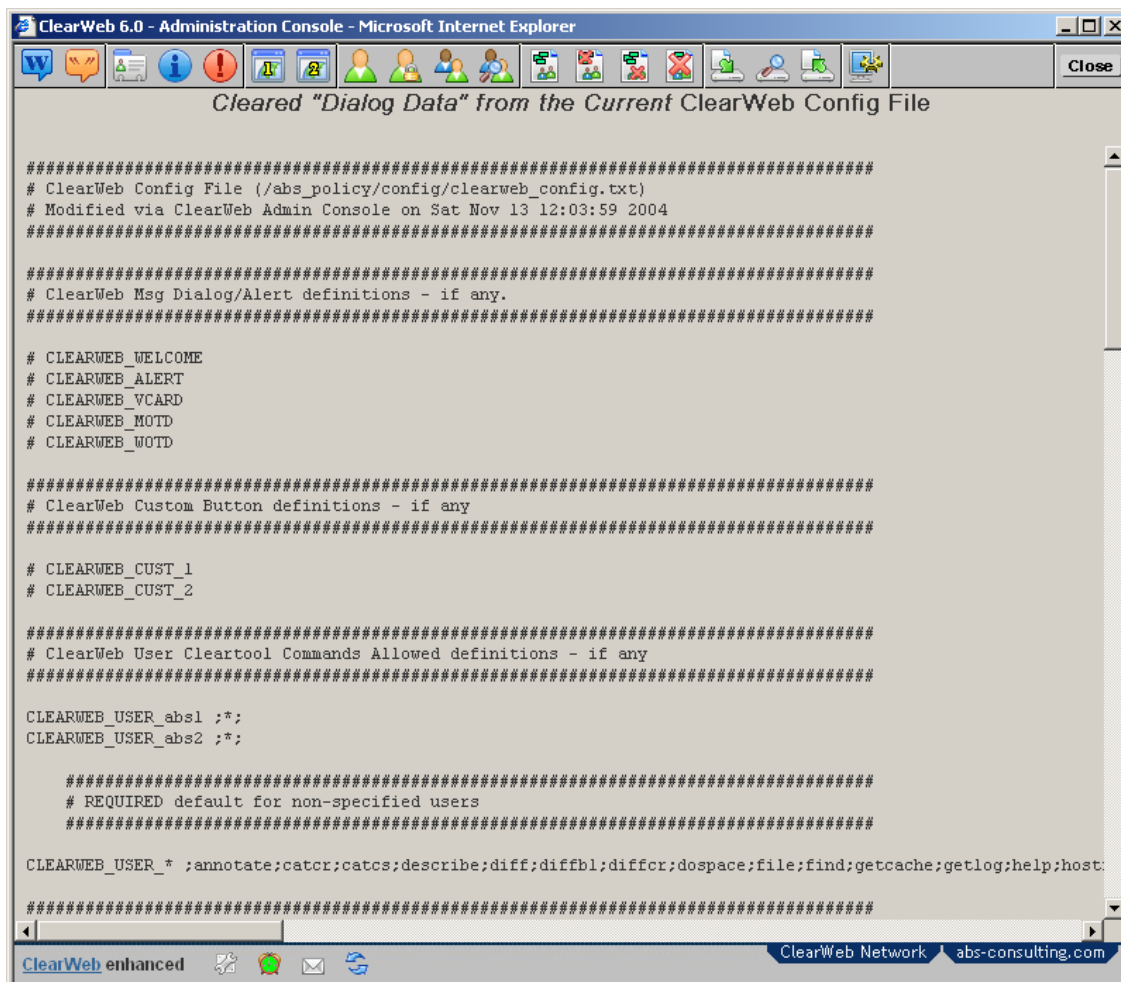 ClearWeb 6.0 - Administration Console - Microsoft Internet Explorer
W
1
2
Close
Cleared "Dialog Data" from the Current ClearWeb Config File
######################################################################################
# ClearWeb Config File (/abs_policy/config/clearweb_config.txt)
# Modified via ClearWeb Admin Console on Sat Nov 13 12:03:59 2004
######################################################################################
######################################################################################
# ClearWeb Msg Dialog/Alert definitions - if any.
######################################################################################
# CLEARWEB_WELCOME
# CLEARWEB_ALERT
# CLEARWEB_VCARD
# CLEARWEB_MOTD
# CLEARWEB_WOTD
######################################################################################
# ClearWeb Custom Button definitions - if any
######################################################################################
# CLEARWEB_CUST_1
# CLEARWEB_CUST_2
######################################################################################
# ClearWeb User Cleartool Commands Allowed definitions - if any
######################################################################################
CLEARWEB_USER_abs1 ;*;
CLEARWEB_USER_abs2 ;*;
##################################################################################
# REQUIRED default for non-specified users
##################################################################################
CLEARWEB_USER_* ;annotate;catcr;catcs;describe;diff;diffbl;diffcr;dospace;file;find;getcache;getlog;help;host
######################################################################################
ClearWeb enhanced
ClearWeb Network
abs-consulting.com